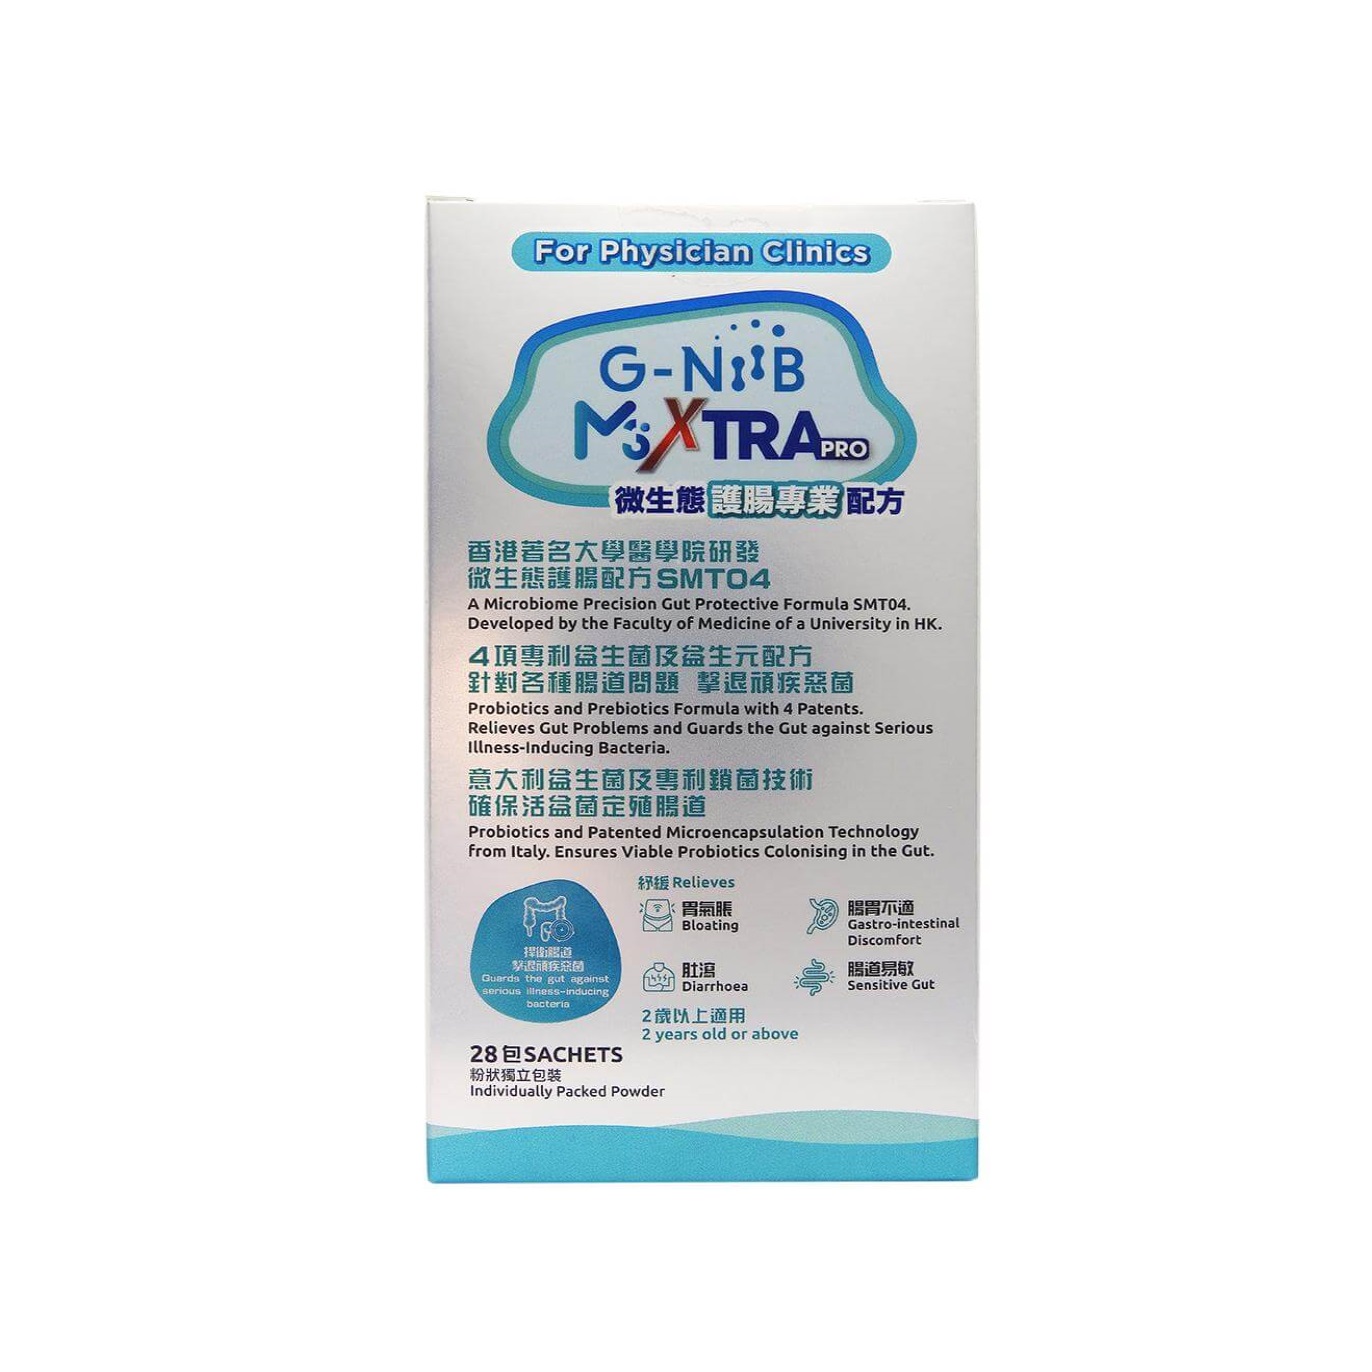 For Physician Clinics
G-NiiB
M3XTRA PRO
微生態護腸專業配方
香港著名大學醫學院研發
微生態護腸配方SMT04
A Microbiome Precision Gut Protective Formula SMT04.
Developed by the Faculty of Medicine of a University in HK.
4項專利益生菌及益生元配方
針對各種腸道問題 擊退頑疾惡菌
Probiotics and Prebiotics Formula with 4 Patents.
Relieves Gut Problems and Guards the Gut against Serious
Illness-Inducing Bacteria.
意大利益生菌及專利鎖菌技術
確保活益菌定殖腸道
Probiotics and Patented Microencapsulation Technology
from Italy. Ensures Viable Probiotics Colonising in the Gut.
捍衛腸道
擊退頑疾惡菌
Guards the gut against
serious illness-inducing
bacteria
紓緩 Relieves
胃氣脹
Bloating
腸胃不適
Gastro-intestinal
Discomfort
肚瀉
Diarrhoea
腸道易敏
Sensitive Gut
2歲以上適用
2 years old or above
28包SACHETS
粉狀獨立包裝
Individually Packed Powder